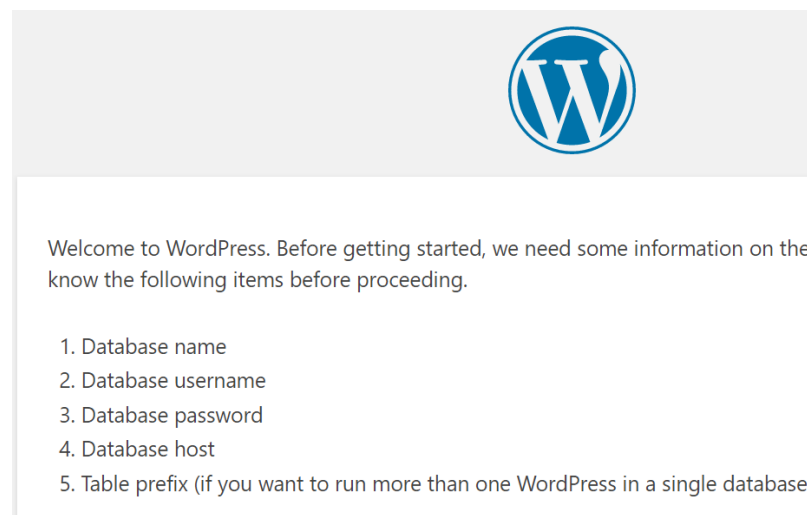 Welcome to WordPress. Before getting started, we need some information on the
know the following items before proceeding.
1. Database name
2. Database username
3. Database password
4. Database host
5. Table prefix (if you want to run more than one WordPress in a single database